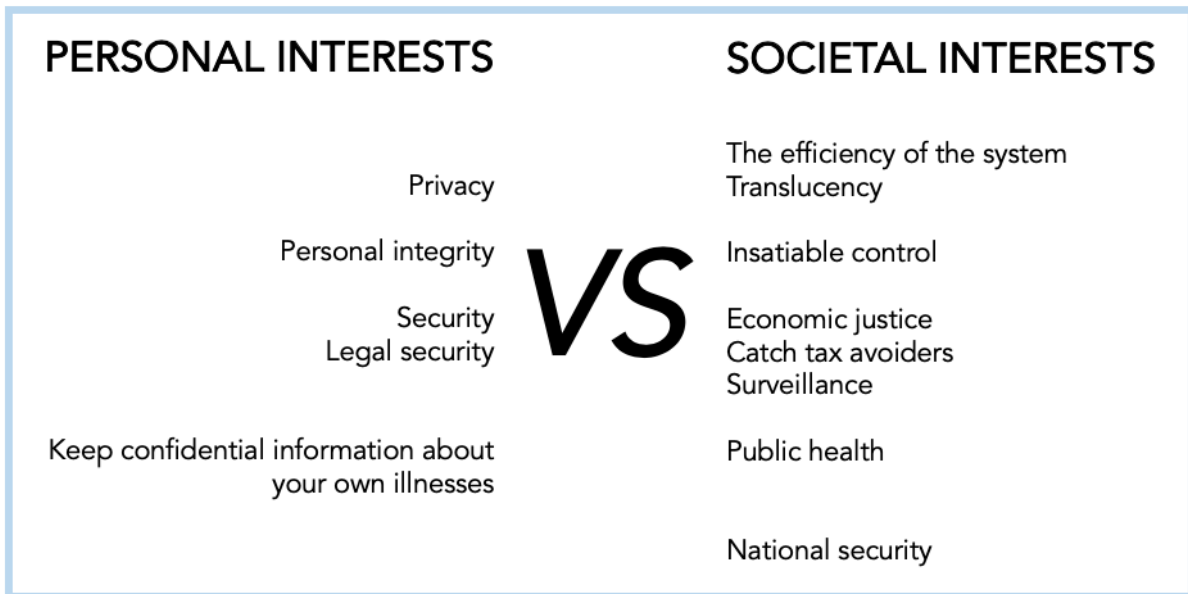 PERSONAL INTERESTS
Privacy
Personal integrity
Security
Legal security
Keep confidential information about
your own illnesses
VS
SOCIETAL INTERESTS
The efficiency of the system
Translucency
Insatiable control
Economic justice
Catch tax avoiders
Surveillance
Public health
National security